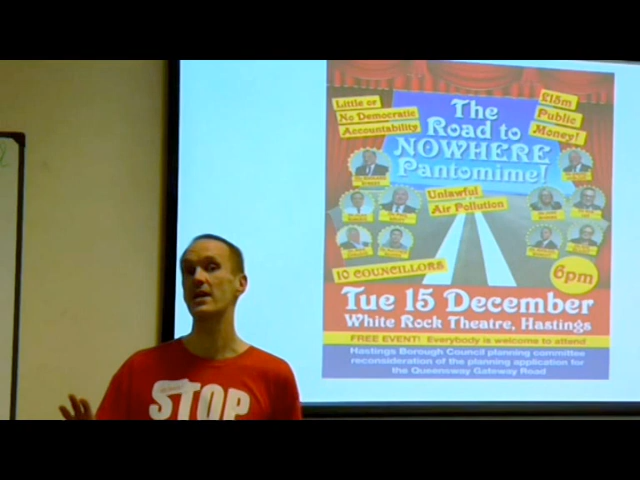 Little or
No Democratic
Accountability
The
Road to
NOWHERE
Pantomime!
£15m
Public
Money!
Unlawful
Air Pollution
10 COUNCILLORS
6pm
Tue 15 December
White Rock Theatre, Hastings
FREE EVENT! Everybody is welcome to attend
Hastings Borough Council planning committee
reconsideration of the planning application for
the Queensway Gateway Road
STOP